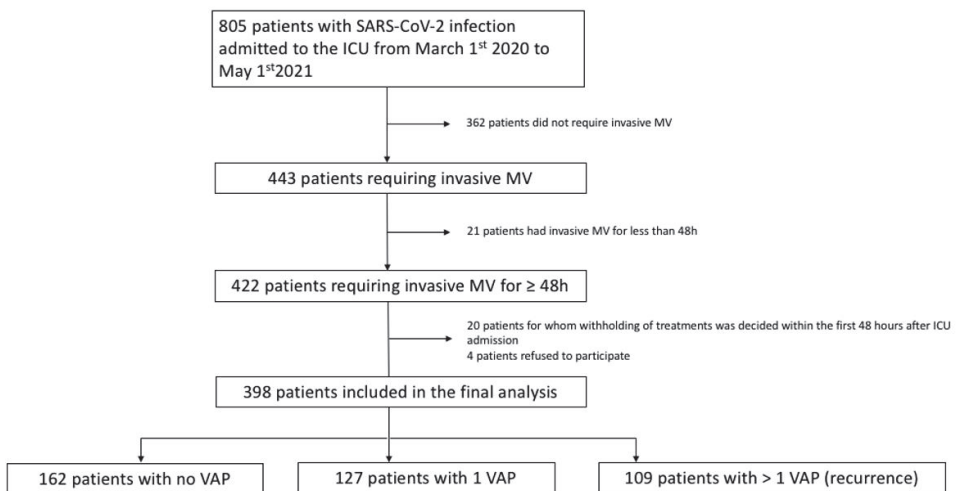 805 patients with SARS-CoV-2 infection
admitted to the ICU from March 1st 2020 to
May 1st2021
362 patients did not require invasive MV
443 patients requiring invasive MV
21 patients had invasive MV for less than 48h
422 patients requiring invasive MV for ≥ 48h
20 patients for whom withholding of treatments was decided within the first 48 hours after ICU
admission
4 patients refused to participate
398 patients included in the final analysis
162 patients with no VAP
127 patients with 1 VAP
109 patients with > 1 VAP (recurrence)